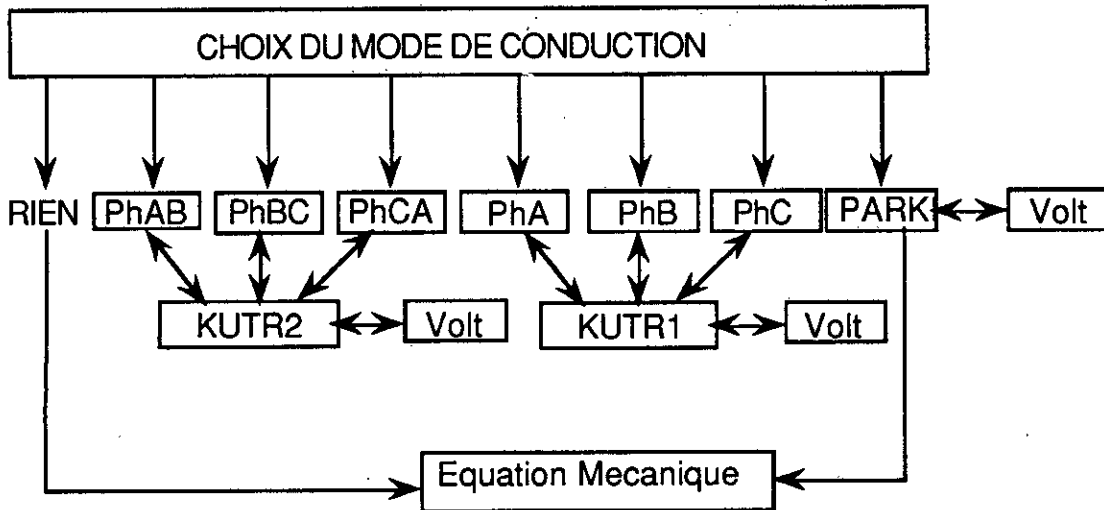 CHOIX DU MODE DE CONDUCTION
RIEN PhAB PhBC PhCA PhA PhB PhC PARK Volt
KUTR2 Volt KUTR1 Volt
Equation Mecanique